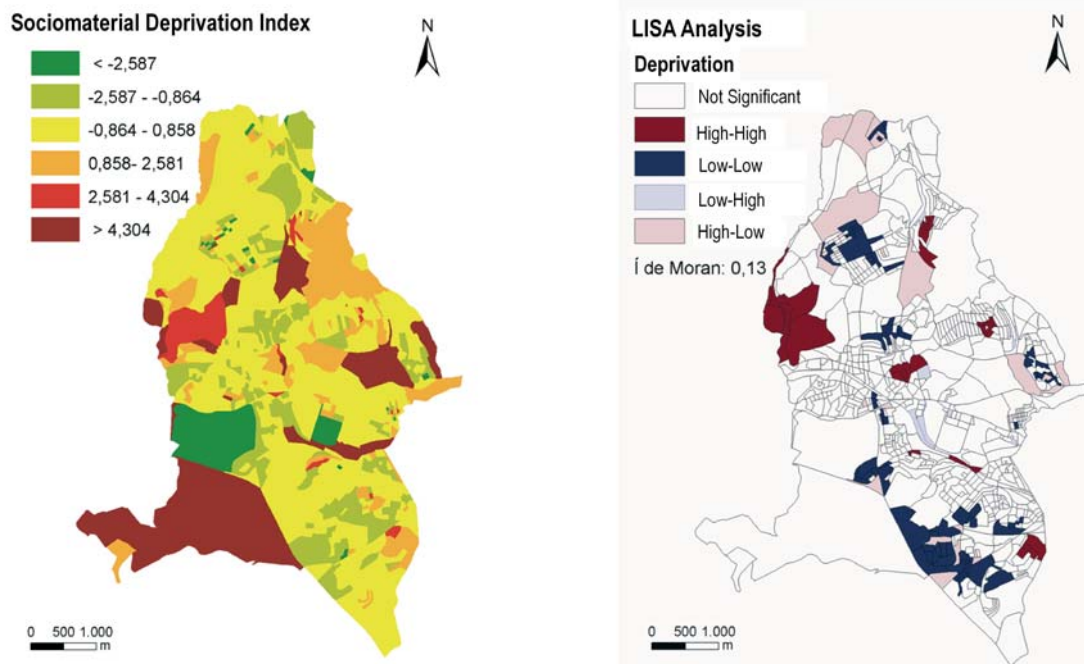 Sociomaterial Deprivation Index
N
< -2,587
-2,587 - -0,864
-0,864 - 0,858
0,858- 2,581
2,581 - 4,304
> 4,304
0 500 1.000
m
LISA Analysis
N
Deprivation
Not Significant
High-High
Low-Low
Low-High
High-Low
Í de Moran: 0,13
0 500 1.000
m